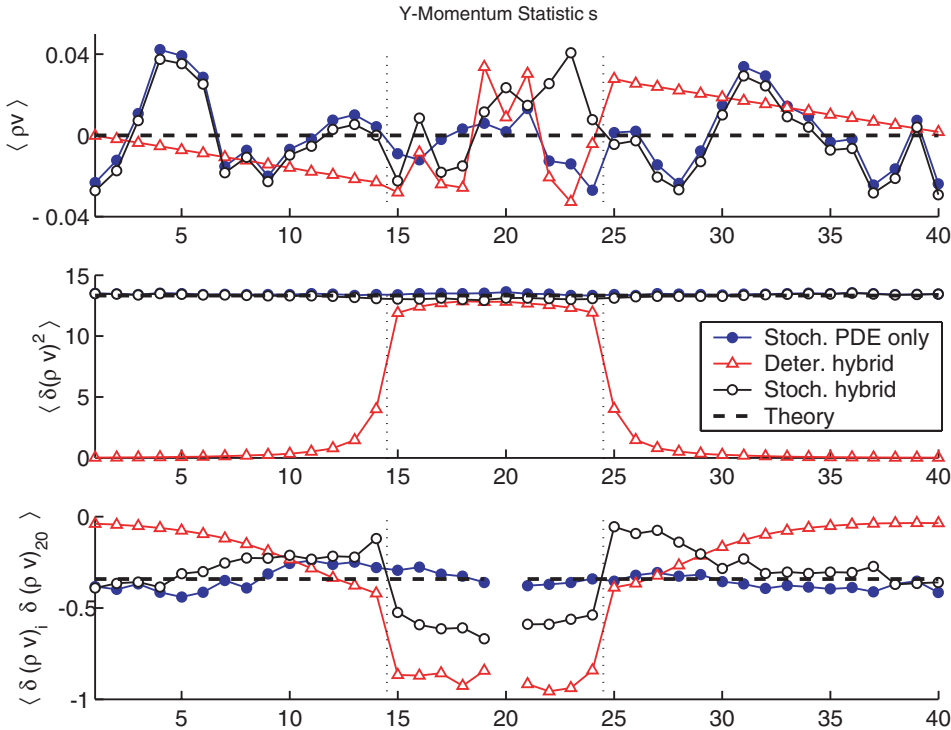 Y-Momentum Statistic s
0.04
0
- 0.04
⟨ ρv ⟩
5 10 15 20 25 30 35 40
15
10
5
0
⟨ δ(ρ v)² ⟩
Stoch. PDE only
Deter. hybrid
Stoch. hybrid
Theory
5 10 15 20 25 30 35 40
0
-0.5
-1
⟨ δ (ρ v)ᵢ δ (ρ v)₂₀ ⟩
5 10 15 20 25 30 35 40